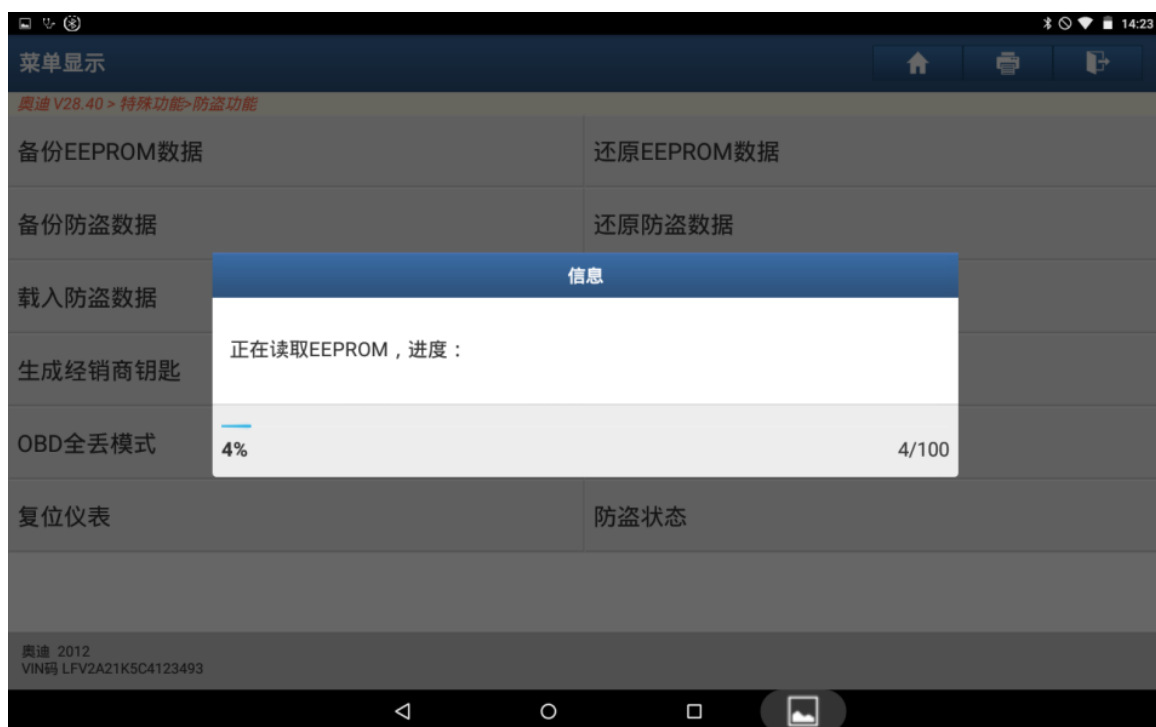 14:23
菜单显示
奥迪 V28.40 > 特殊功能>防盗功能
备份EEPROM数据
还原EEPROM数据
备份防盗数据
还原防盗数据
载入防盗数据
信息
正在读取EEPROM，进度：
生成经销商钥匙
OBD全丢模式
4%
4/100
复位仪表
防盗状态
奥迪 2012
VIN码 LFV2A21K5C4123493